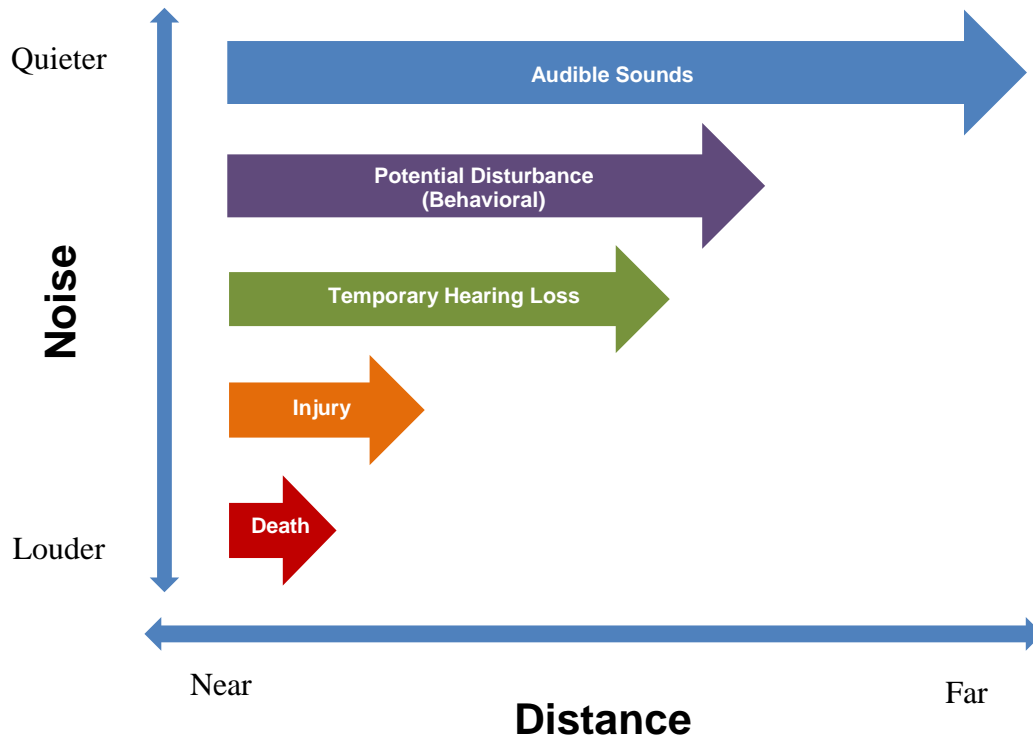 Quieter
Audible Sounds
Potential Disturbance
(Behavioral)
Noise
Temporary Hearing Loss
Injury
Death
Louder
Near
Far
Distance